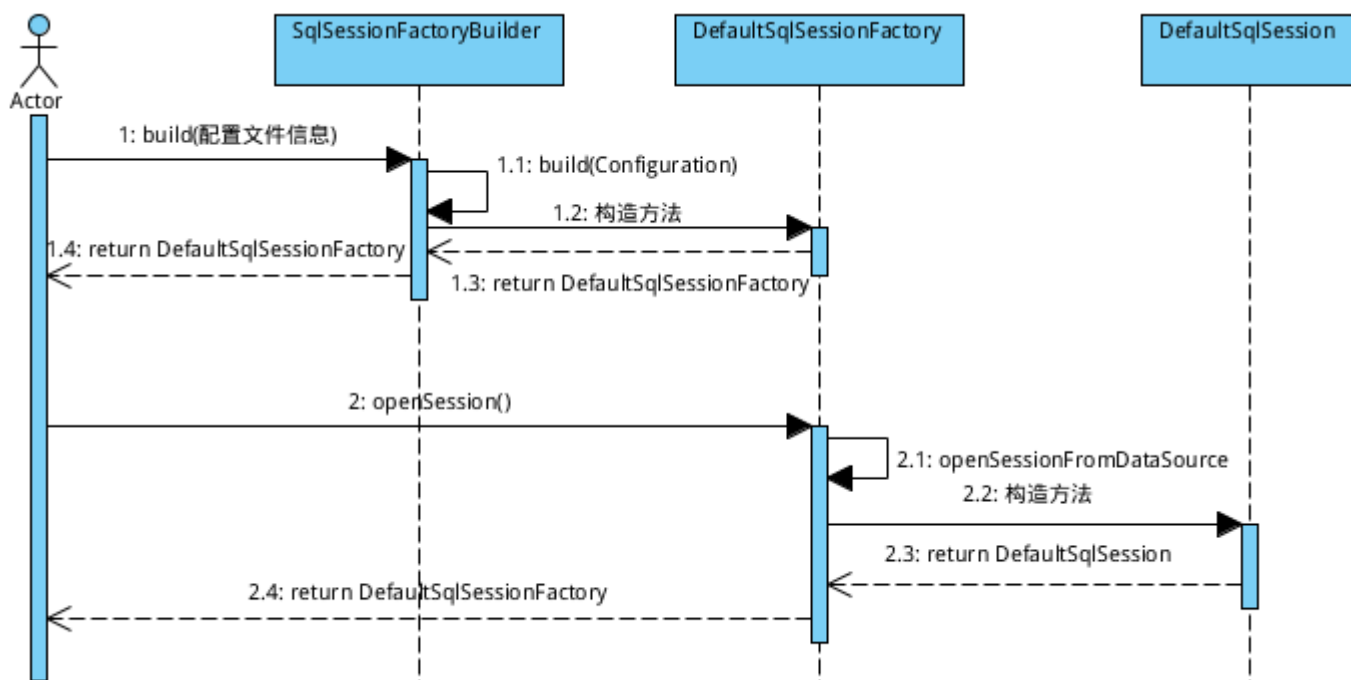 SqlSessionFactoryBuilder
DefaultSqlSessionFactory
DefaultSqlSession
Actor
1: build(配置文件信息)
1.1: build(Configuration)
1.2: 构造方法
1.4: return DefaultSqlSessionFactory
1.3: return DefaultSqlSessionFactory
2: openSession()
2.1: openSessionFromDataSource
2.2: 构造方法
2.3: return DefaultSqlSession
2.4: return DefaultSqlSessionFactory